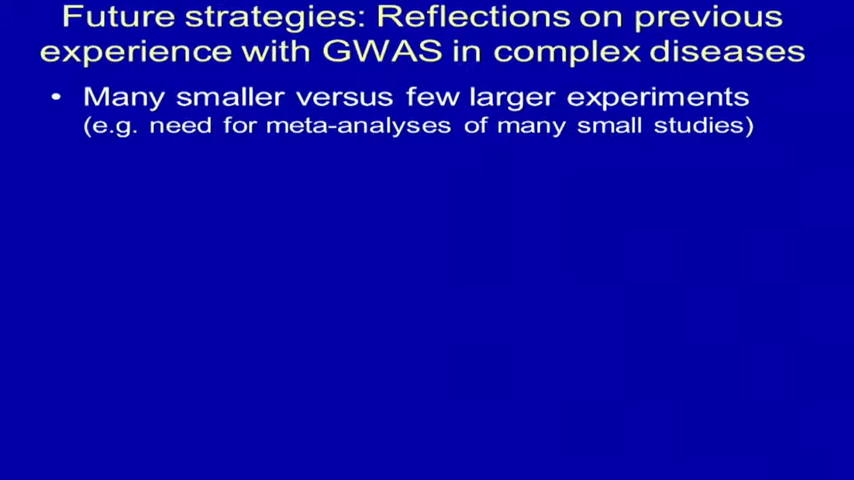 Future strategies: Reflections on previous
experience with GWAS in complex diseases
• Many smaller versus few larger experiments
(e.g. need for meta-analyses of many small studies)